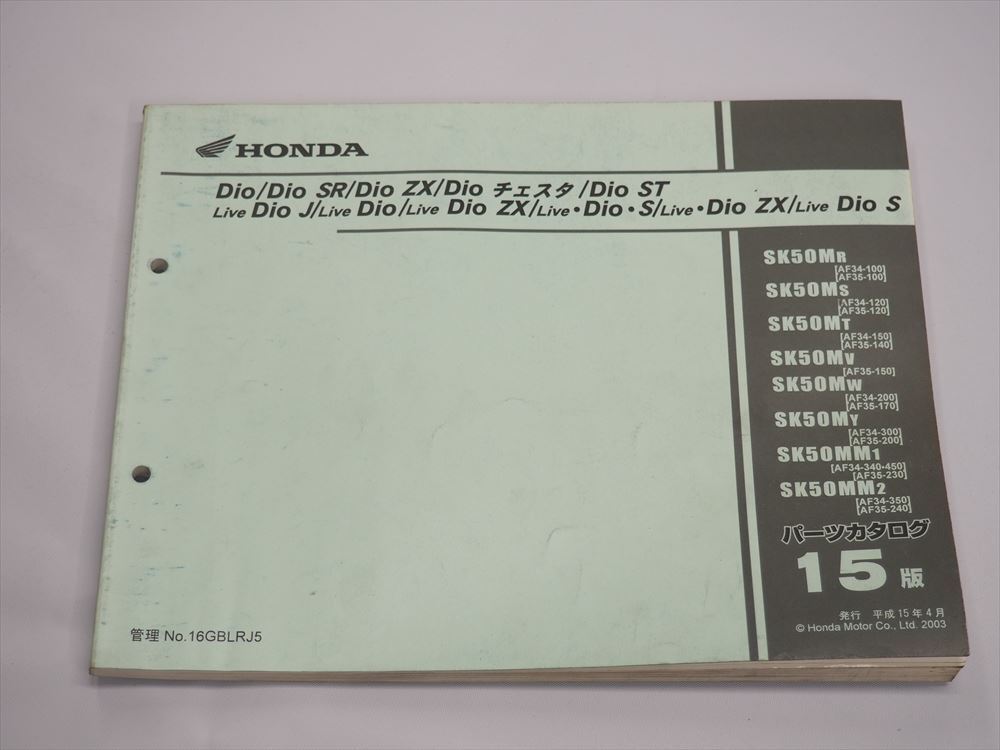 HONDA
Dio/Dio SR/Dio ZX/Dio チェスタ/Dio ST
Live Dio J/Live Dio/Live Dio ZX/Live・Dio・S/Live・Dio ZX/Live Dio S
SK50MR
[AF34-100]
[AF35-100]
SK50MS
[AF34-120]
[AF35-120]
SK50MT
[AF34-150]
[AF35-140]
SK50MV
[AF35-150]
SK50MW
[AF34-200]
[AF35-170]
SK50MY
[AF34-300]
[AF35-200]
SK50MM1
[AF34-340・450]
[AF35-230]
SK50MM2
[AF34-350]
[AF35-240]
パーツカタログ
15版
発行 平成15年4月
© Honda Motor Co., Ltd. 2003
管理 No.16GBLRJ5